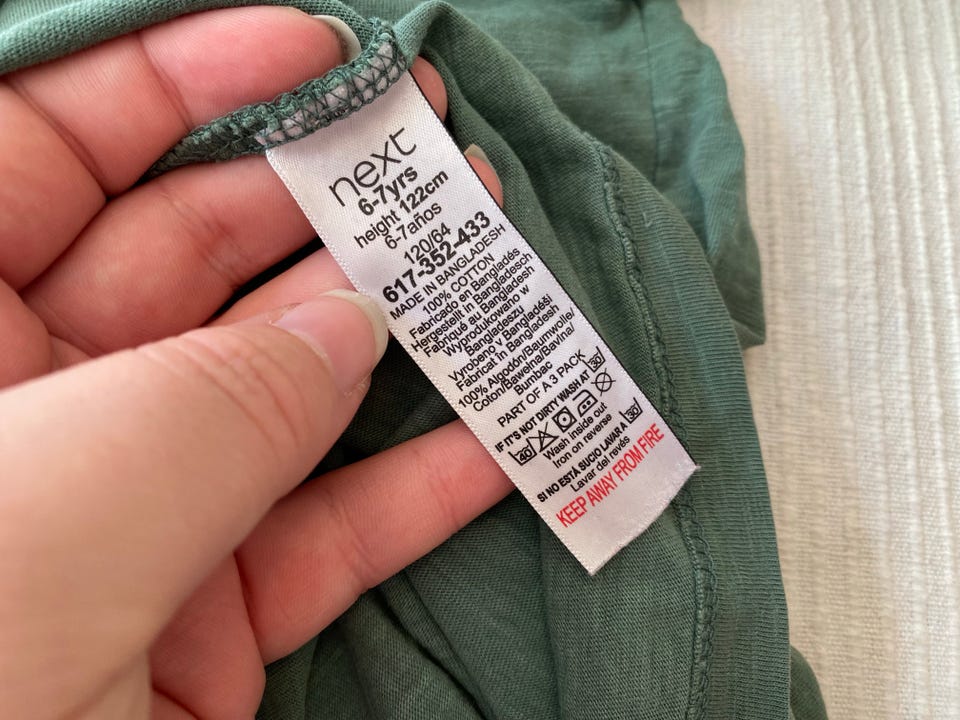 next
6-7yrs
height 122cm
6-7años
120/64
617-352-433
MADE IN BANGLADESH
100% COTTON
Fabricado en Bangladés
Hergestellt in Bangladesch
Fabriqué au Bangladesh
Wyprodukowano w
Bangladeszu
Vyrobeno v Bangladéši
Fabricat în Bangladesh
100% Algodón/Baumwolle/
Coton/Bawełna/Bavlna/
Bumbac
PART OF A 3 PACK
IF IT'S NOT DIRTY WASH AT 30
40
Wash inside out
Iron on reverse
SI NO ESTÁ SUCIO LAVAR A 30
Lavar del revés
KEEP AWAY FROM FIRE